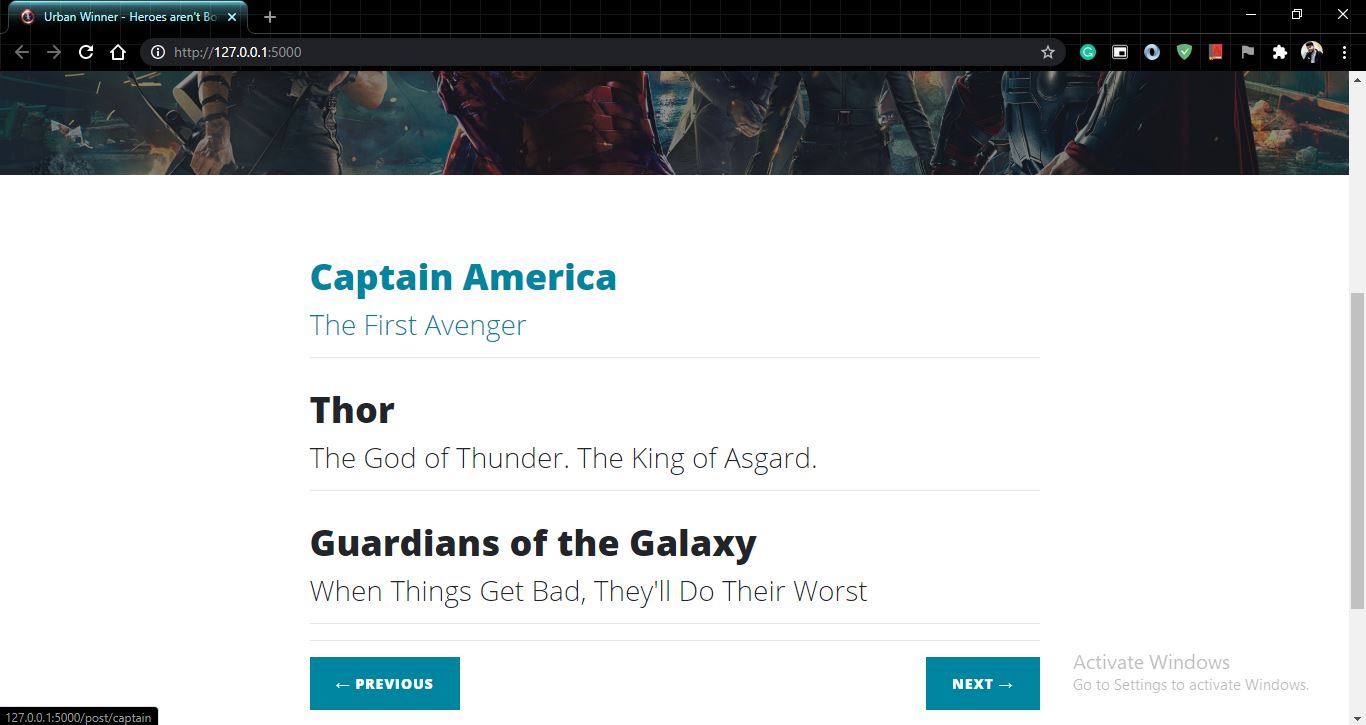 Urban Winner - Heroes aren't Bo
http://127.0.0.1:5000
Captain America
The First Avenger
Thor
The God of Thunder. The King of Asgard.
Guardians of the Galaxy
When Things Get Bad, They'll Do Their Worst
← PREVIOUS
NEXT →
Activate Windows
Go to Settings to activate Windows.
127.0.0.1:5000/post/captain